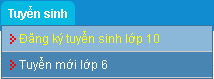 Tuyển sinh
Đăng ký tuyển sinh lớp 10
Tuyển mới lớp 6